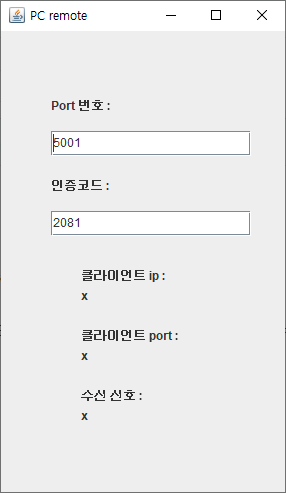 PC remote
Port 번호 :
5001
인증코드 :
2081
클라이언트 ip :
x
클라이언트 port :
x
수신 신호 :
x